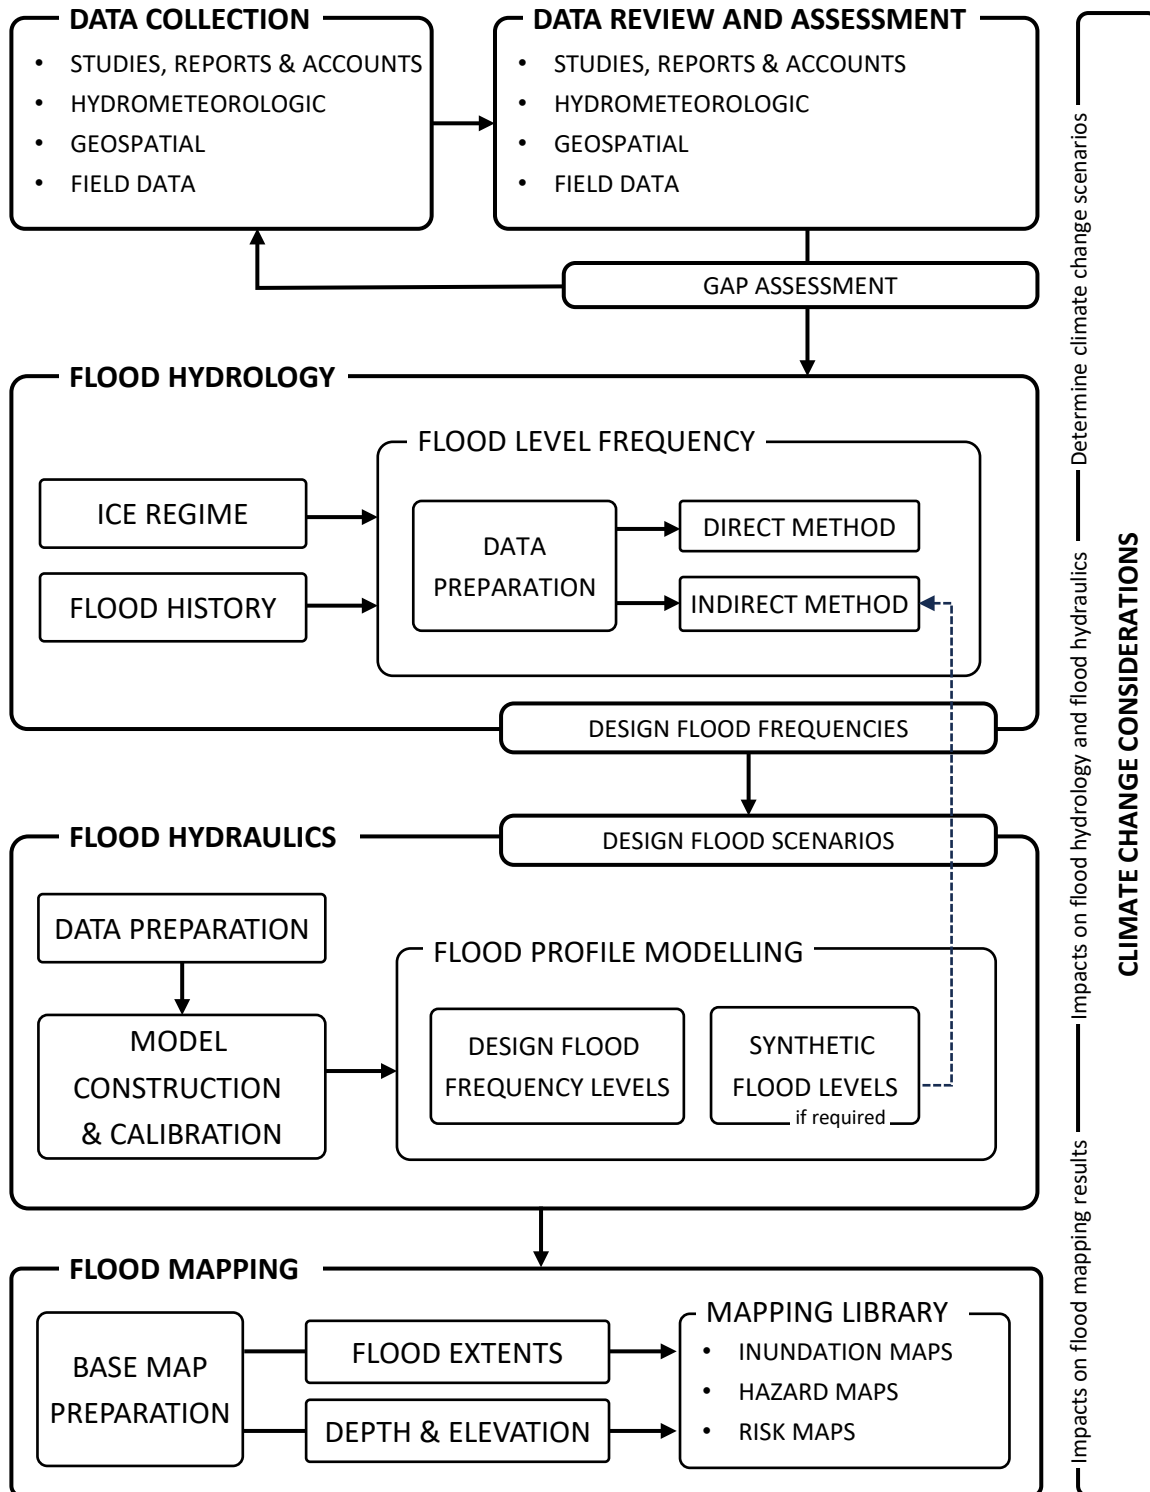 DATA COLLECTION
• STUDIES, REPORTS & ACCOUNTS
• HYDROMETEOROLOGIC
• GEOSPATIAL
• FIELD DATA
DATA REVIEW AND ASSESSMENT
• STUDIES, REPORTS & ACCOUNTS
• HYDROMETEOROLOGIC
• GEOSPATIAL
• FIELD DATA
GAP ASSESSMENT
FLOOD HYDROLOGY
ICE REGIME
FLOOD HISTORY
FLOOD LEVEL FREQUENCY
DATA
PREPARATION
DIRECT METHOD
INDIRECT METHOD
DESIGN FLOOD FREQUENCIES
DESIGN FLOOD SCENARIOS
FLOOD HYDRAULICS
DATA PREPARATION
MODEL
CONSTRUCTION
& CALIBRATION
FLOOD PROFILE MODELLING
DESIGN FLOOD
FREQUENCY LEVELS
SYNTHETIC
FLOOD LEVELS
if required
FLOOD MAPPING
BASE MAP
PREPARATION
FLOOD EXTENTS
DEPTH & ELEVATION
MAPPING LIBRARY
• INUNDATION MAPS
• HAZARD MAPS
• RISK MAPS
Impacts on flood mapping results
Impacts on flood hydrology and flood hydraulics
Determine climate change scenarios
CLIMATE CHANGE CONSIDERATIONS